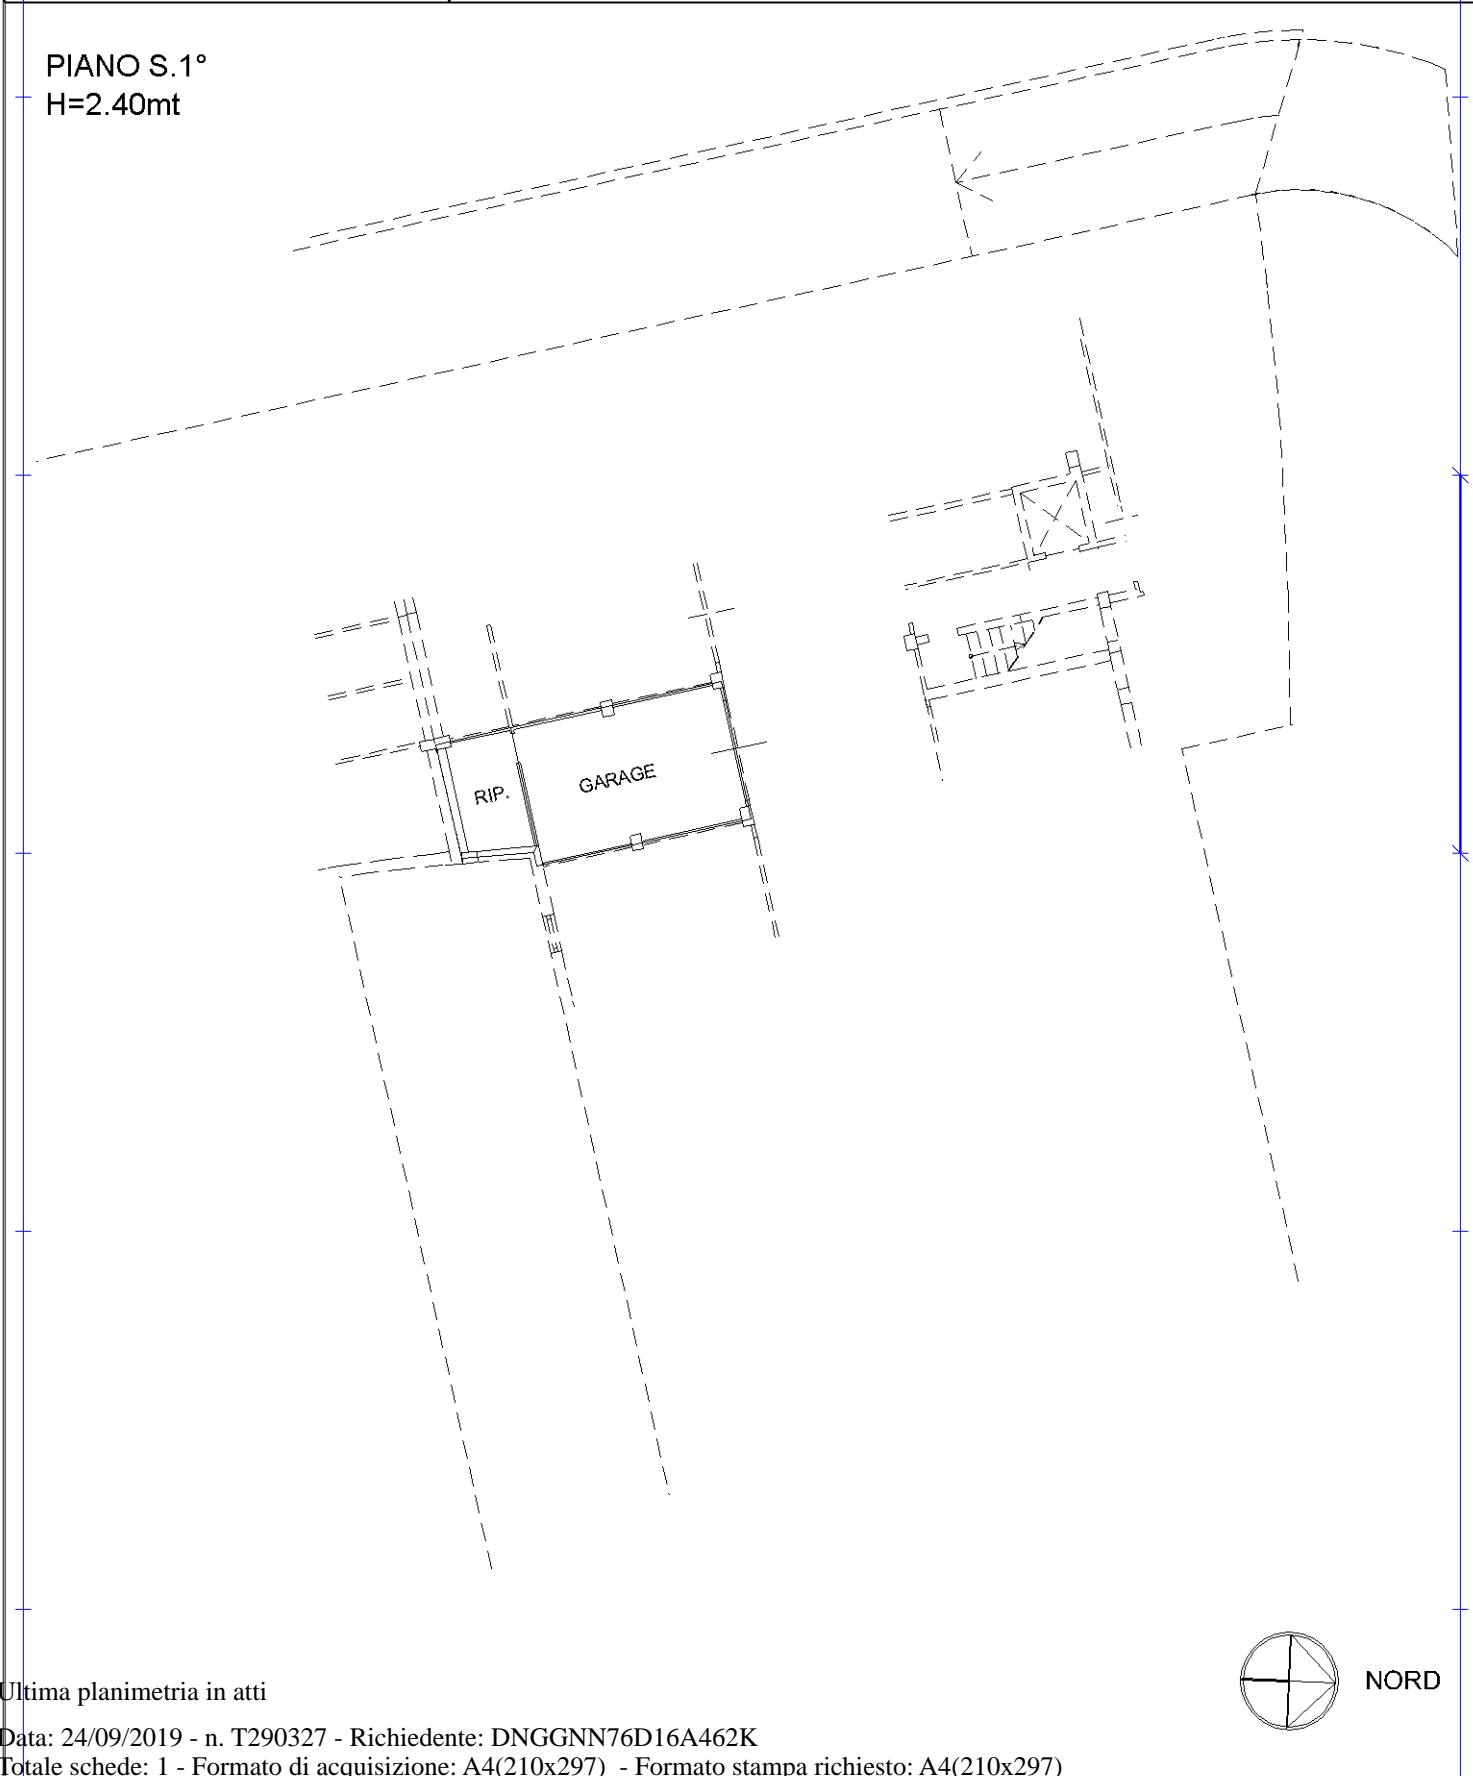 PIANO S.1°
H=2.40mt
RIP.
GARAGE
NORD
Ultima planimetria in atti
Data: 24/09/2019 - n. T290327 - Richiedente: DNGGNN76D16A462K
Totale schede: 1 - Formato di acquisizione: A4(210x297) - Formato stampa richiesto: A4(210x297)